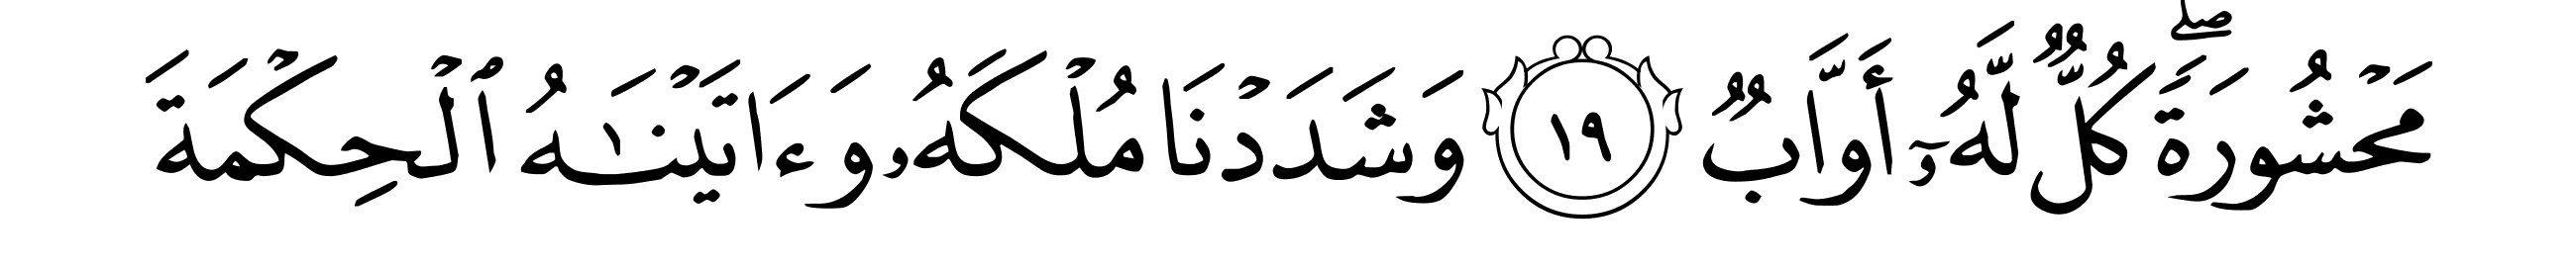 مَحْشُورَةًۖ كُلٌّ لَّهُۥٓ أَوَّابٌ ١٩ وَشَدَدْنَا مُلْكَهُۥ وَءَاتَيْنَٰهُ ٱلْحِكْمَةَ